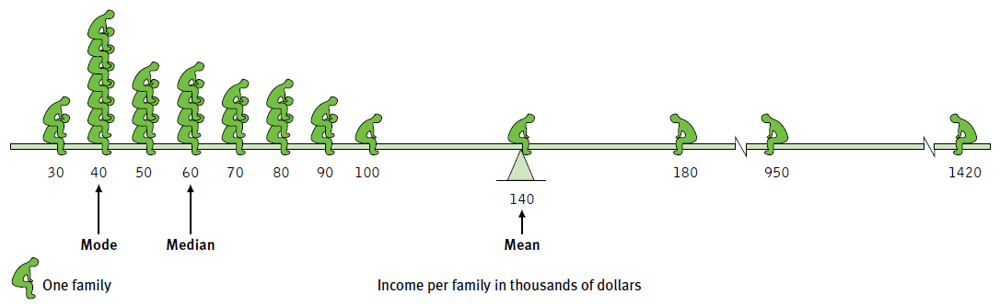 30 40 50 60 70 80 90 100 180 950 1420
140
Mode Median Mean
One family Income per family in thousands of dollars